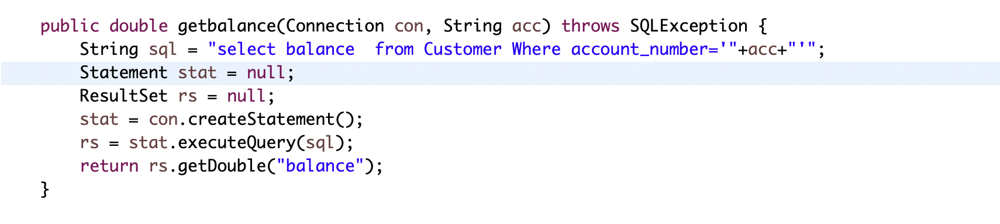 public double getbalance(Connection con, String acc) throws SQLException {
    String sql = "select balance  from Customer Where account_number='"+acc+"'";
    Statement stat = null;
    ResultSet rs = null;
    stat = con.createStatement();
    rs = stat.executeQuery(sql);
    return rs.getDouble("balance");
}